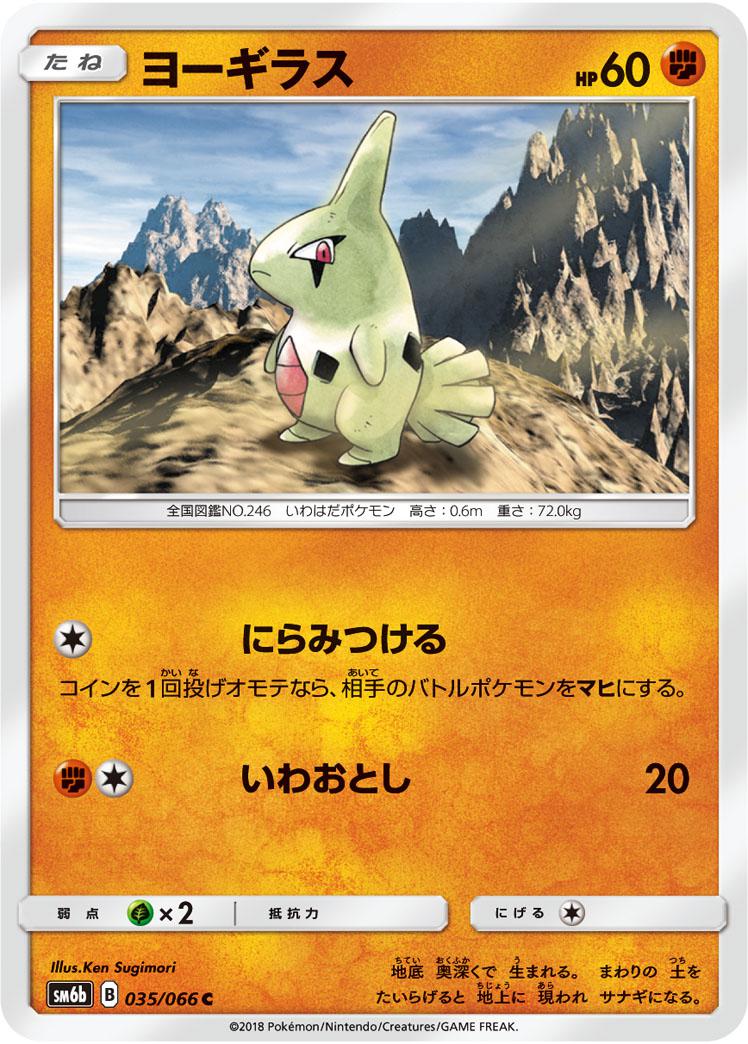 たね ヨーギラス HP60
全国図鑑NO.246 いわはだポケモン 高さ:0.6m 重さ:72.0kg
にらみつける
コインを1回投げオモテなら、相手のバトルポケモンをマヒにする。
いわおとし 20
弱点 ×2 抵抗力 にげる
Illus.Ken Sugimori
地底 奥深くで 生まれる。 まわりの 土を
たいらげると 地上に 現われ サナギになる。
SM6b B 035/066 C
©2018 Pokémon/Nintendo/Creatures/GAME FREAK.